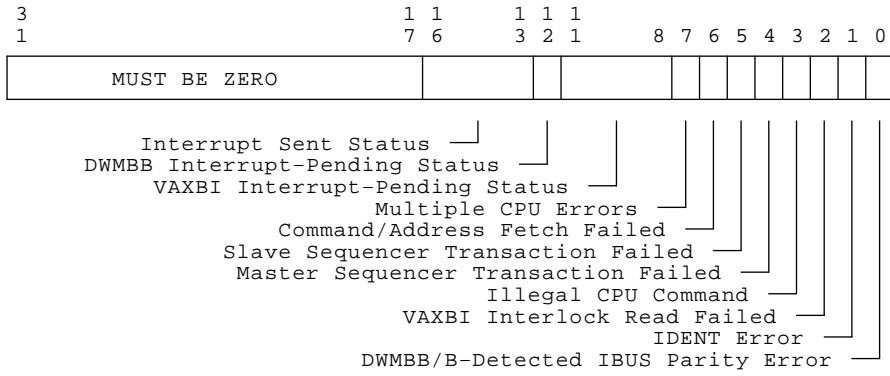 3 1 1 1 1 1 1
1 7 6 3 2 1 8 7 6 5 4 3 2 1 0
MUST BE ZERO
Interrupt Sent Status
DWMBB Interrupt-Pending Status
VAXBI Interrupt-Pending Status
Multiple CPU Errors
Command/Address Fetch Failed
Slave Sequencer Transaction Failed
Master Sequencer Transaction Failed
Illegal CPU Command
VAXBI Interlock Read Failed
IDENT Error
DWMBB/B-Detected IBUS Parity Error